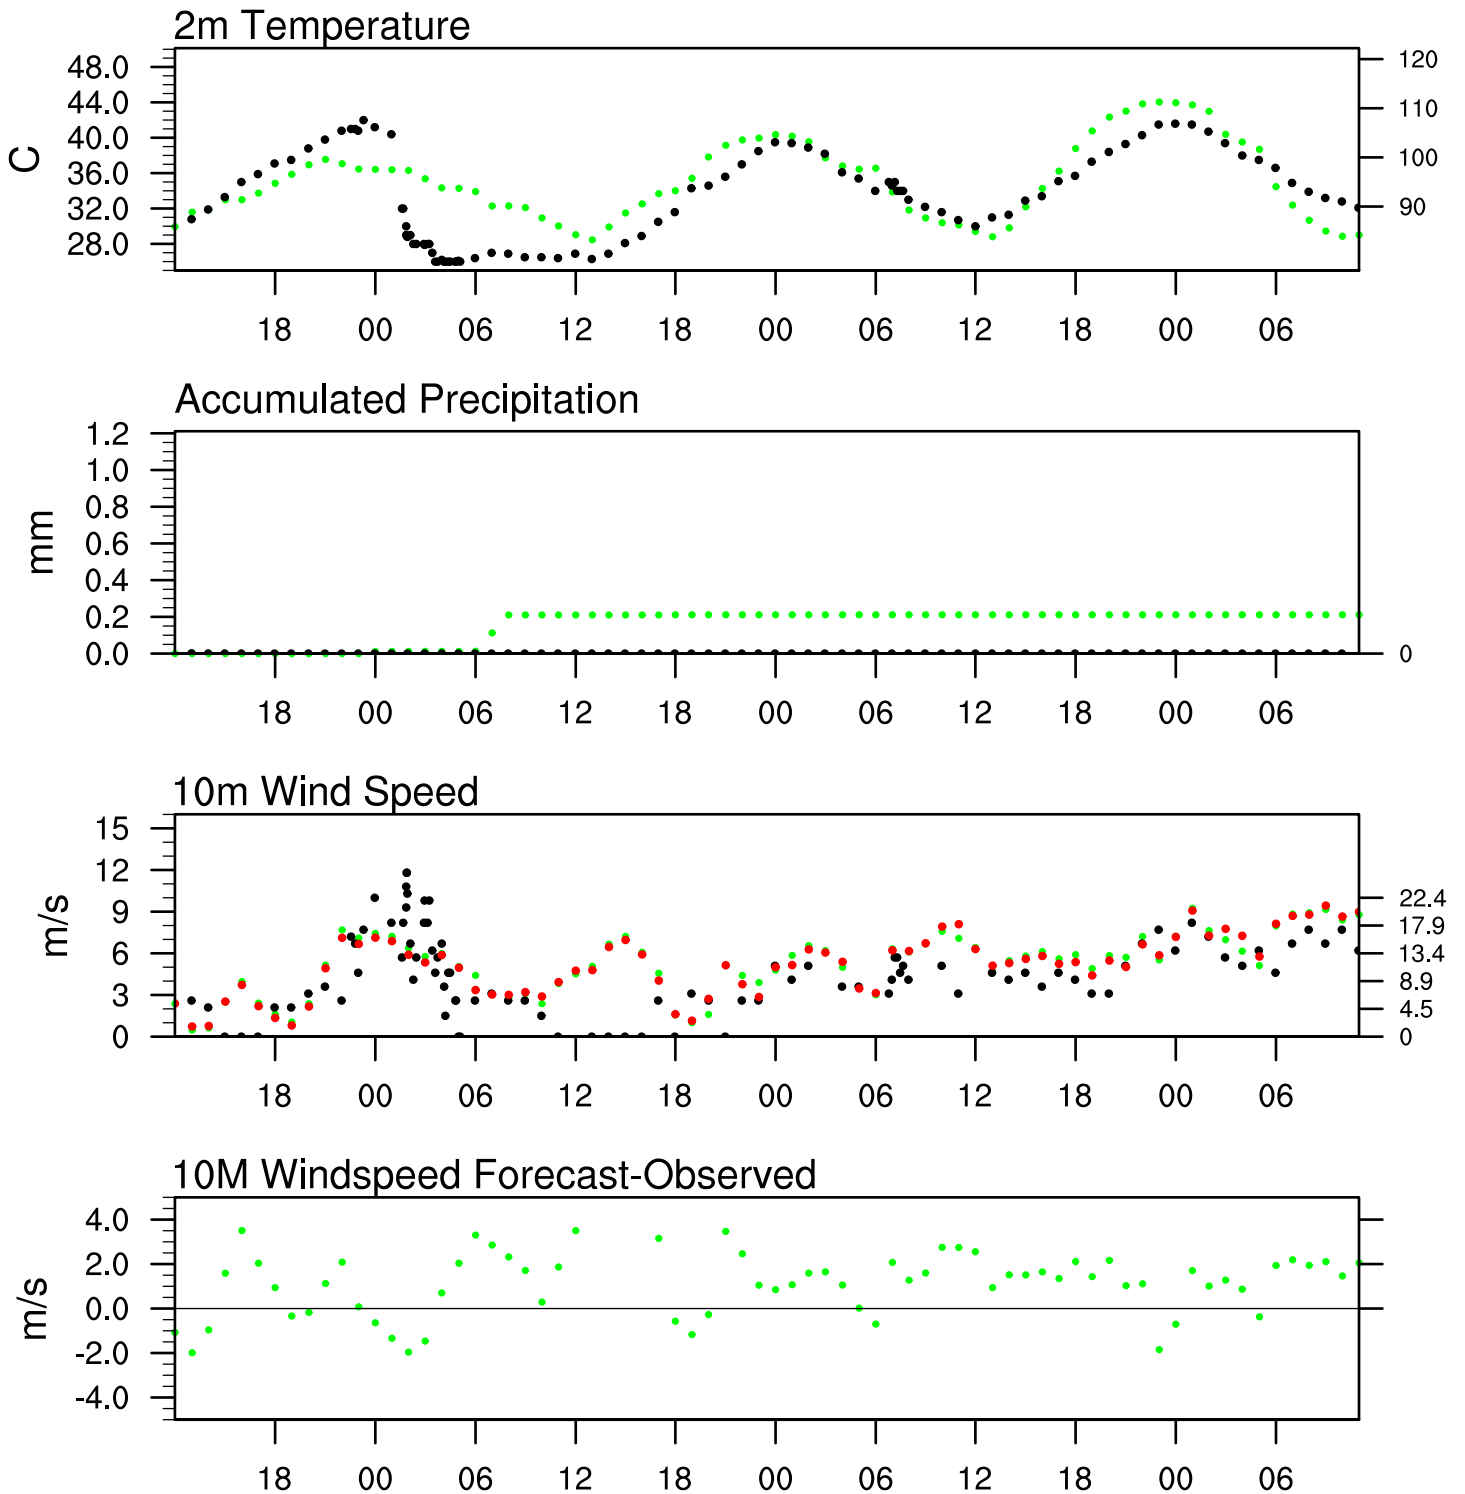 2m Temperature
48.0
44.0
40.0
36.0
32.0
28.0
C
120
110
100
90
18 00 06 12 18 00 06 12 18 00 06
Accumulated Precipitation
1.2
1.0
0.8
0.6
0.4
0.2
0.0
mm
0
18 00 06 12 18 00 06 12 18 00 06
10m Wind Speed
15
12
9
6
3
0
m/s
22.4
17.9
13.4
8.9
4.5
0
18 00 06 12 18 00 06 12 18 00 06
10M Windspeed Forecast-Observed
4.0
2.0
0.0
-2.0
-4.0
m/s
18 00 06 12 18 00 06 12 18 00 06